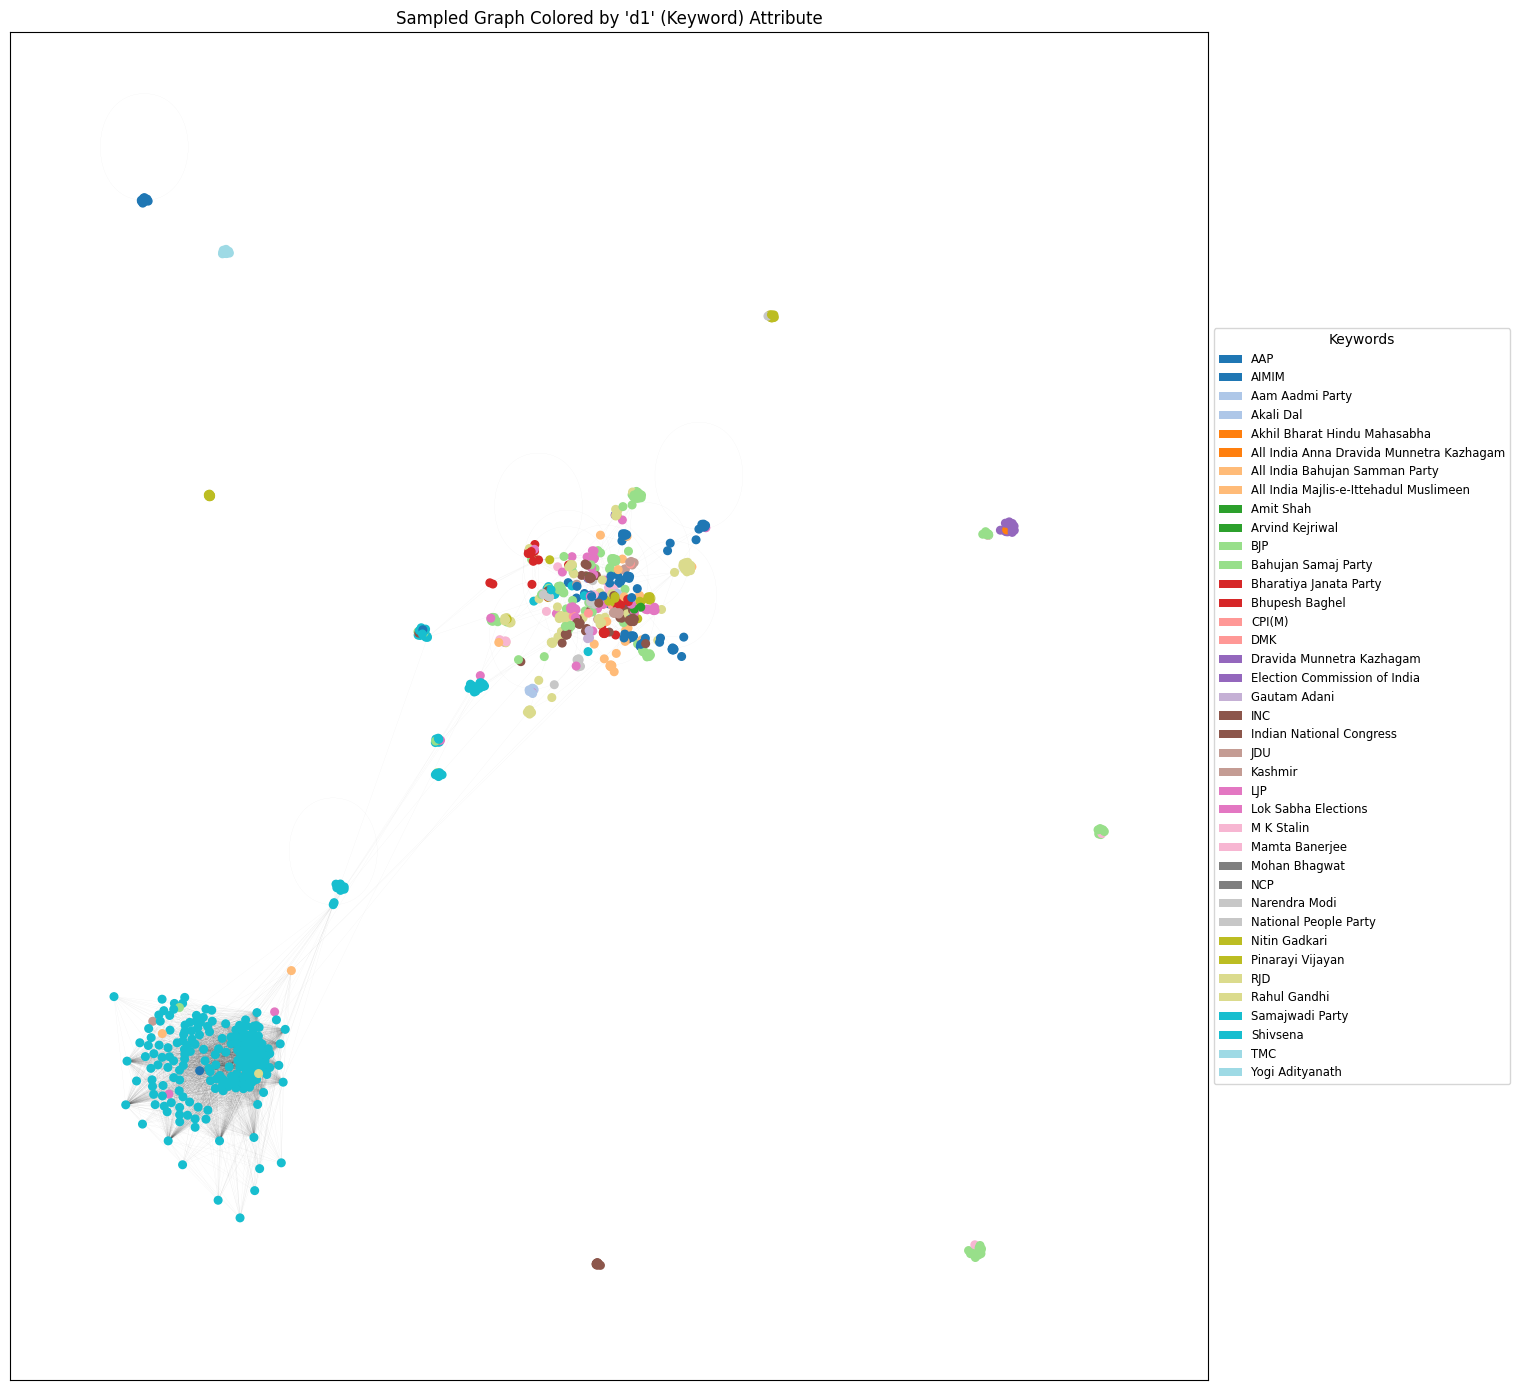 Sampled Graph Colored by 'd1' (Keyword) Attribute
Keywords
AAP
AIMIM
Aam Aadmi Party
Akali Dal
Akhil Bharat Hindu Mahasabha
All India Anna Dravida Munnetra Kazhagam
All India Bahujan Samman Party
All India Majlis-e-Ittehadul Muslimeen
Amit Shah
Arvind Kejriwal
BJP
Bahujan Samaj Party
Bharatiya Janata Party
Bhupesh Baghel
CPI(M)
DMK
Dravida Munnetra Kazhagam
Election Commission of India
Gautam Adani
INC
Indian National Congress
JDU
Kashmir
LJP
Lok Sabha Elections
M K Stalin
Mamta Banerjee
Mohan Bhagwat
NCP
Narendra Modi
National People Party
Nitin Gadkari
Pinarayi Vijayan
RJD
Rahul Gandhi
Samajwadi Party
Shivsena
TMC
Yogi Adityanath